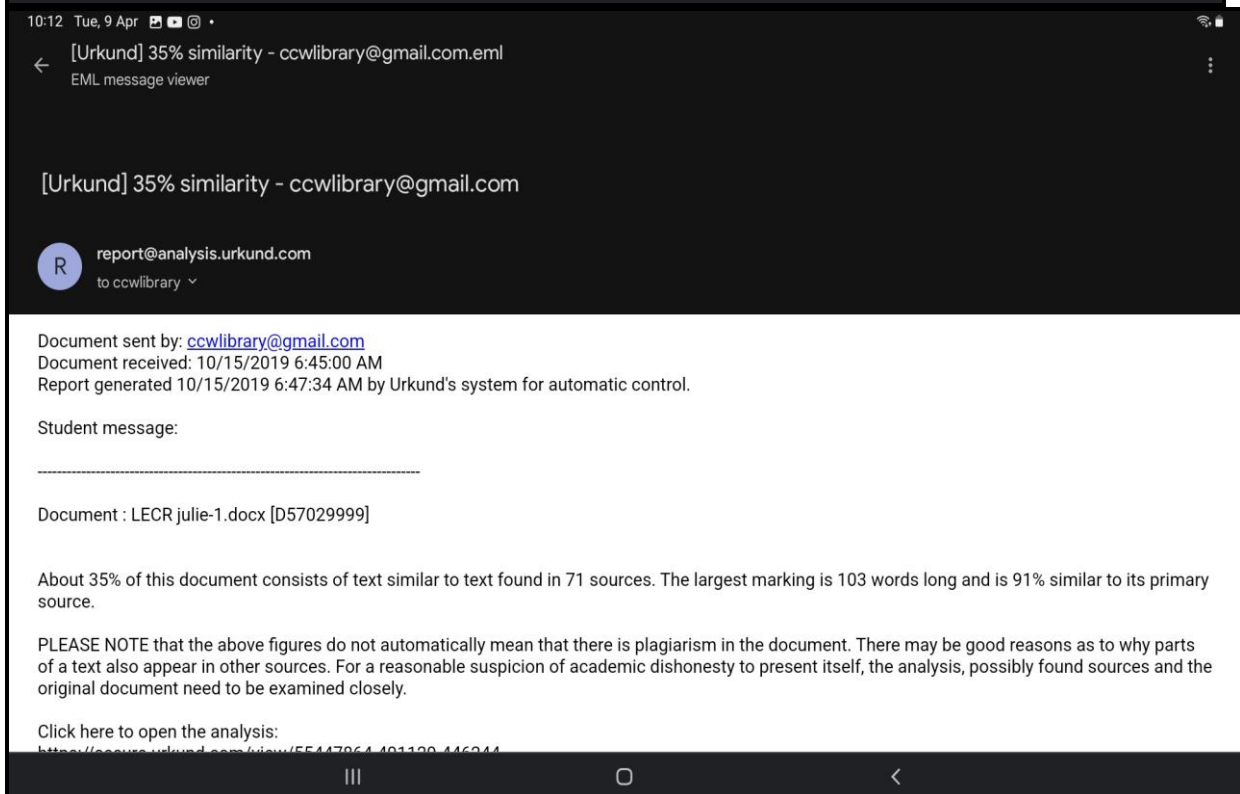 10:12 Tue, 9 Apr
[Urkund] 35% similarity - ccwlibrary@gmail.com.eml
EML message viewer
[Urkund] 35% similarity - ccwlibrary@gmail.com
R
report@analysis.urkund.com
to ccwlibrary
Document sent by: ccwlibrary@gmail.com
Document received: 10/15/2019 6:45:00 AM
Report generated 10/15/2019 6:47:34 AM by Urkund's system for automatic control.
Student message:
--------------------------------------------------------------------------------
Document : LECR julie-1.docx [D57029999]
About 35% of this document consists of text similar to text found in 71 sources. The largest marking is 103 words long and is 91% similar to its primary
source.
PLEASE NOTE that the above figures do not automatically mean that there is plagiarism in the document. There may be good reasons as to why parts
of a text also appear in other sources. For a reasonable suspicion of academic dishonesty to present itself, the analysis, possibly found sources and the
original document need to be examined closely.
Click here to open the analysis: